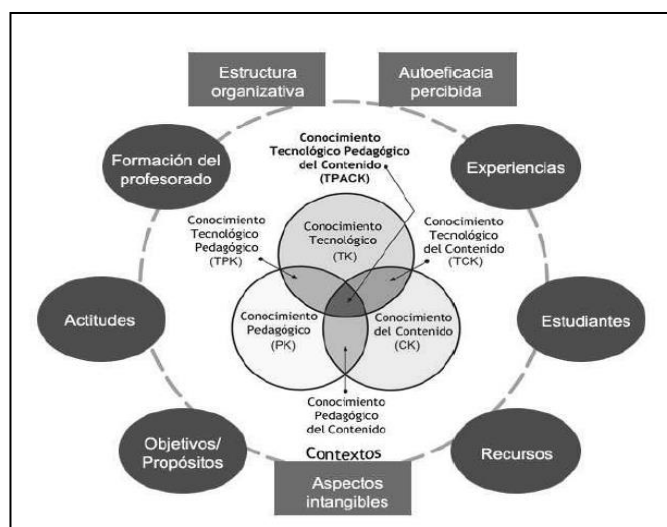 Estructura
organizativa
Autoeficacia
percibida
Formación del
profesorado
Conocimiento
Tecnológico Pedagógico
del Contenido
(TPACK)
Experiencias
Conocimiento
Tecnológico
Pedagógico
(TPK)
Conocimiento
Tecnológico
(TK)
Conocimiento
Tecnológico
del Contenido
(TCK)
Actitudes
Conocimiento
Pedagógico
(PK)
Conocimiento
del Contenido
(CK)
Estudiantes
Conocimiento
Pedagógico
del Contenido
Objetivos/
Propósitos
Contextos
Recursos
Aspectos
intangibles